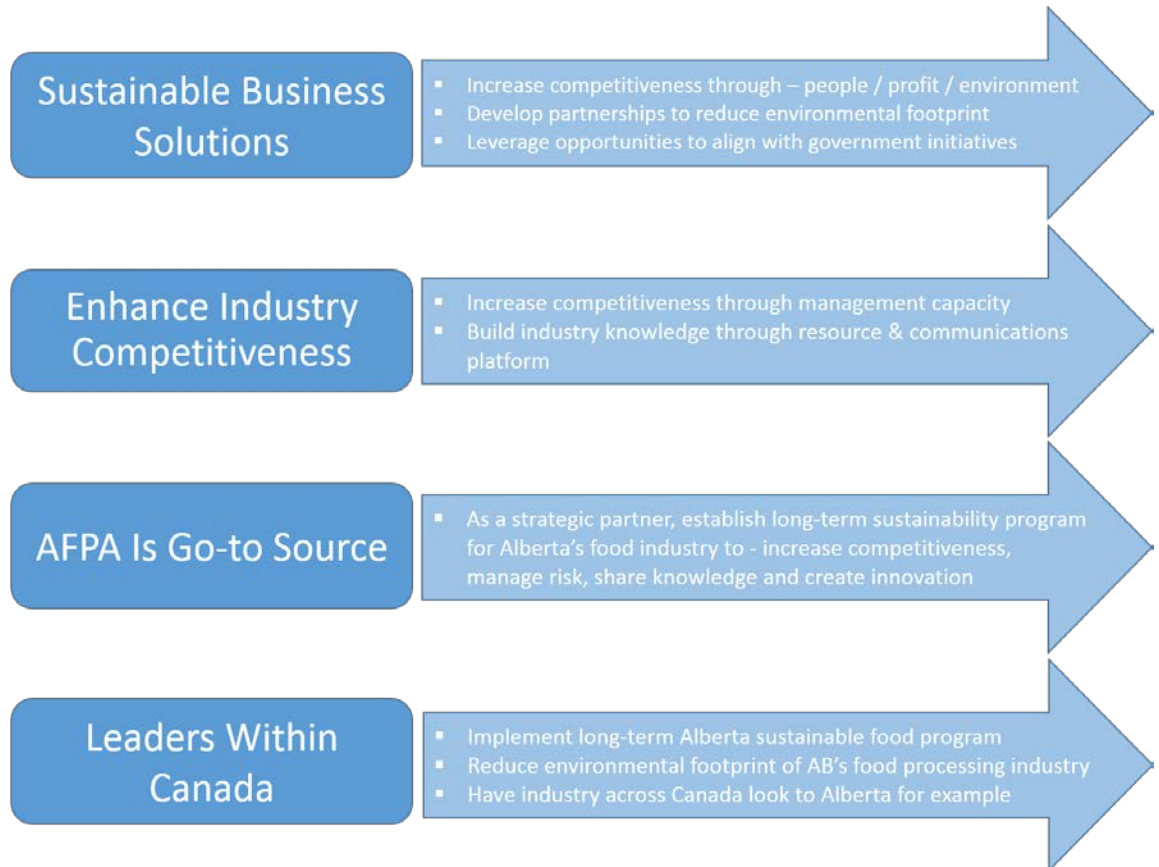 Sustainable Business
Solutions
▪ Increase competitiveness through – people / profit / environment
▪ Develop partnerships to reduce environmental footprint
▪ Leverage opportunities to align with government initiatives
Enhance Industry
Competitiveness
▪ Increase competitiveness through management capacity
▪ Build industry knowledge through resource & communications
platform
AFPA Is Go-to Source
▪ As a strategic partner, establish long-term sustainability program
for Alberta's food industry to - increase competitiveness,
manage risk, share knowledge and create innovation
Leaders Within
Canada
▪ Implement long-term Alberta sustainable food program
▪ Reduce environmental footprint of AB's food processing industry
▪ Have industry across Canada look to Alberta for example